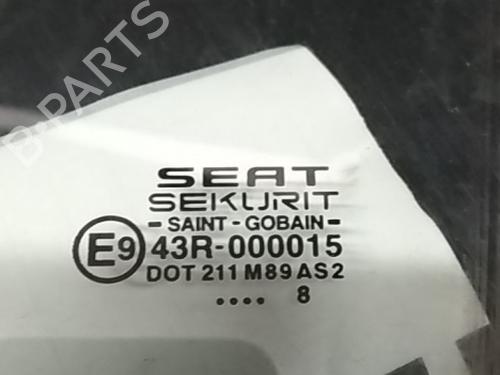 B-PARTS
SEAT
SEKURIT
- SAINT - GOBAIN -
E9 43R-000015
DOT 211 M89 AS2
.... 8